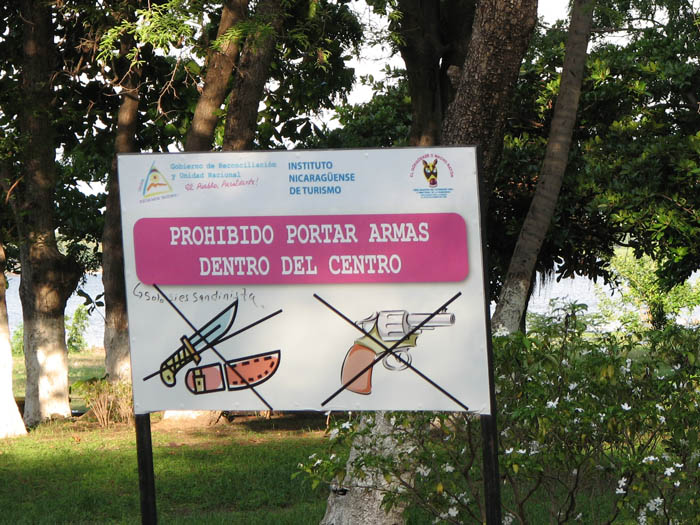 Gobierno de Reconciliación
y Unidad Nacional
El Pueblo, Presidente!
INSTITUTO
NICARAGÜENSE
DE TURISMO
PROHIBIDO PORTAR ARMAS
DENTRO DEL CENTRO
sandinista